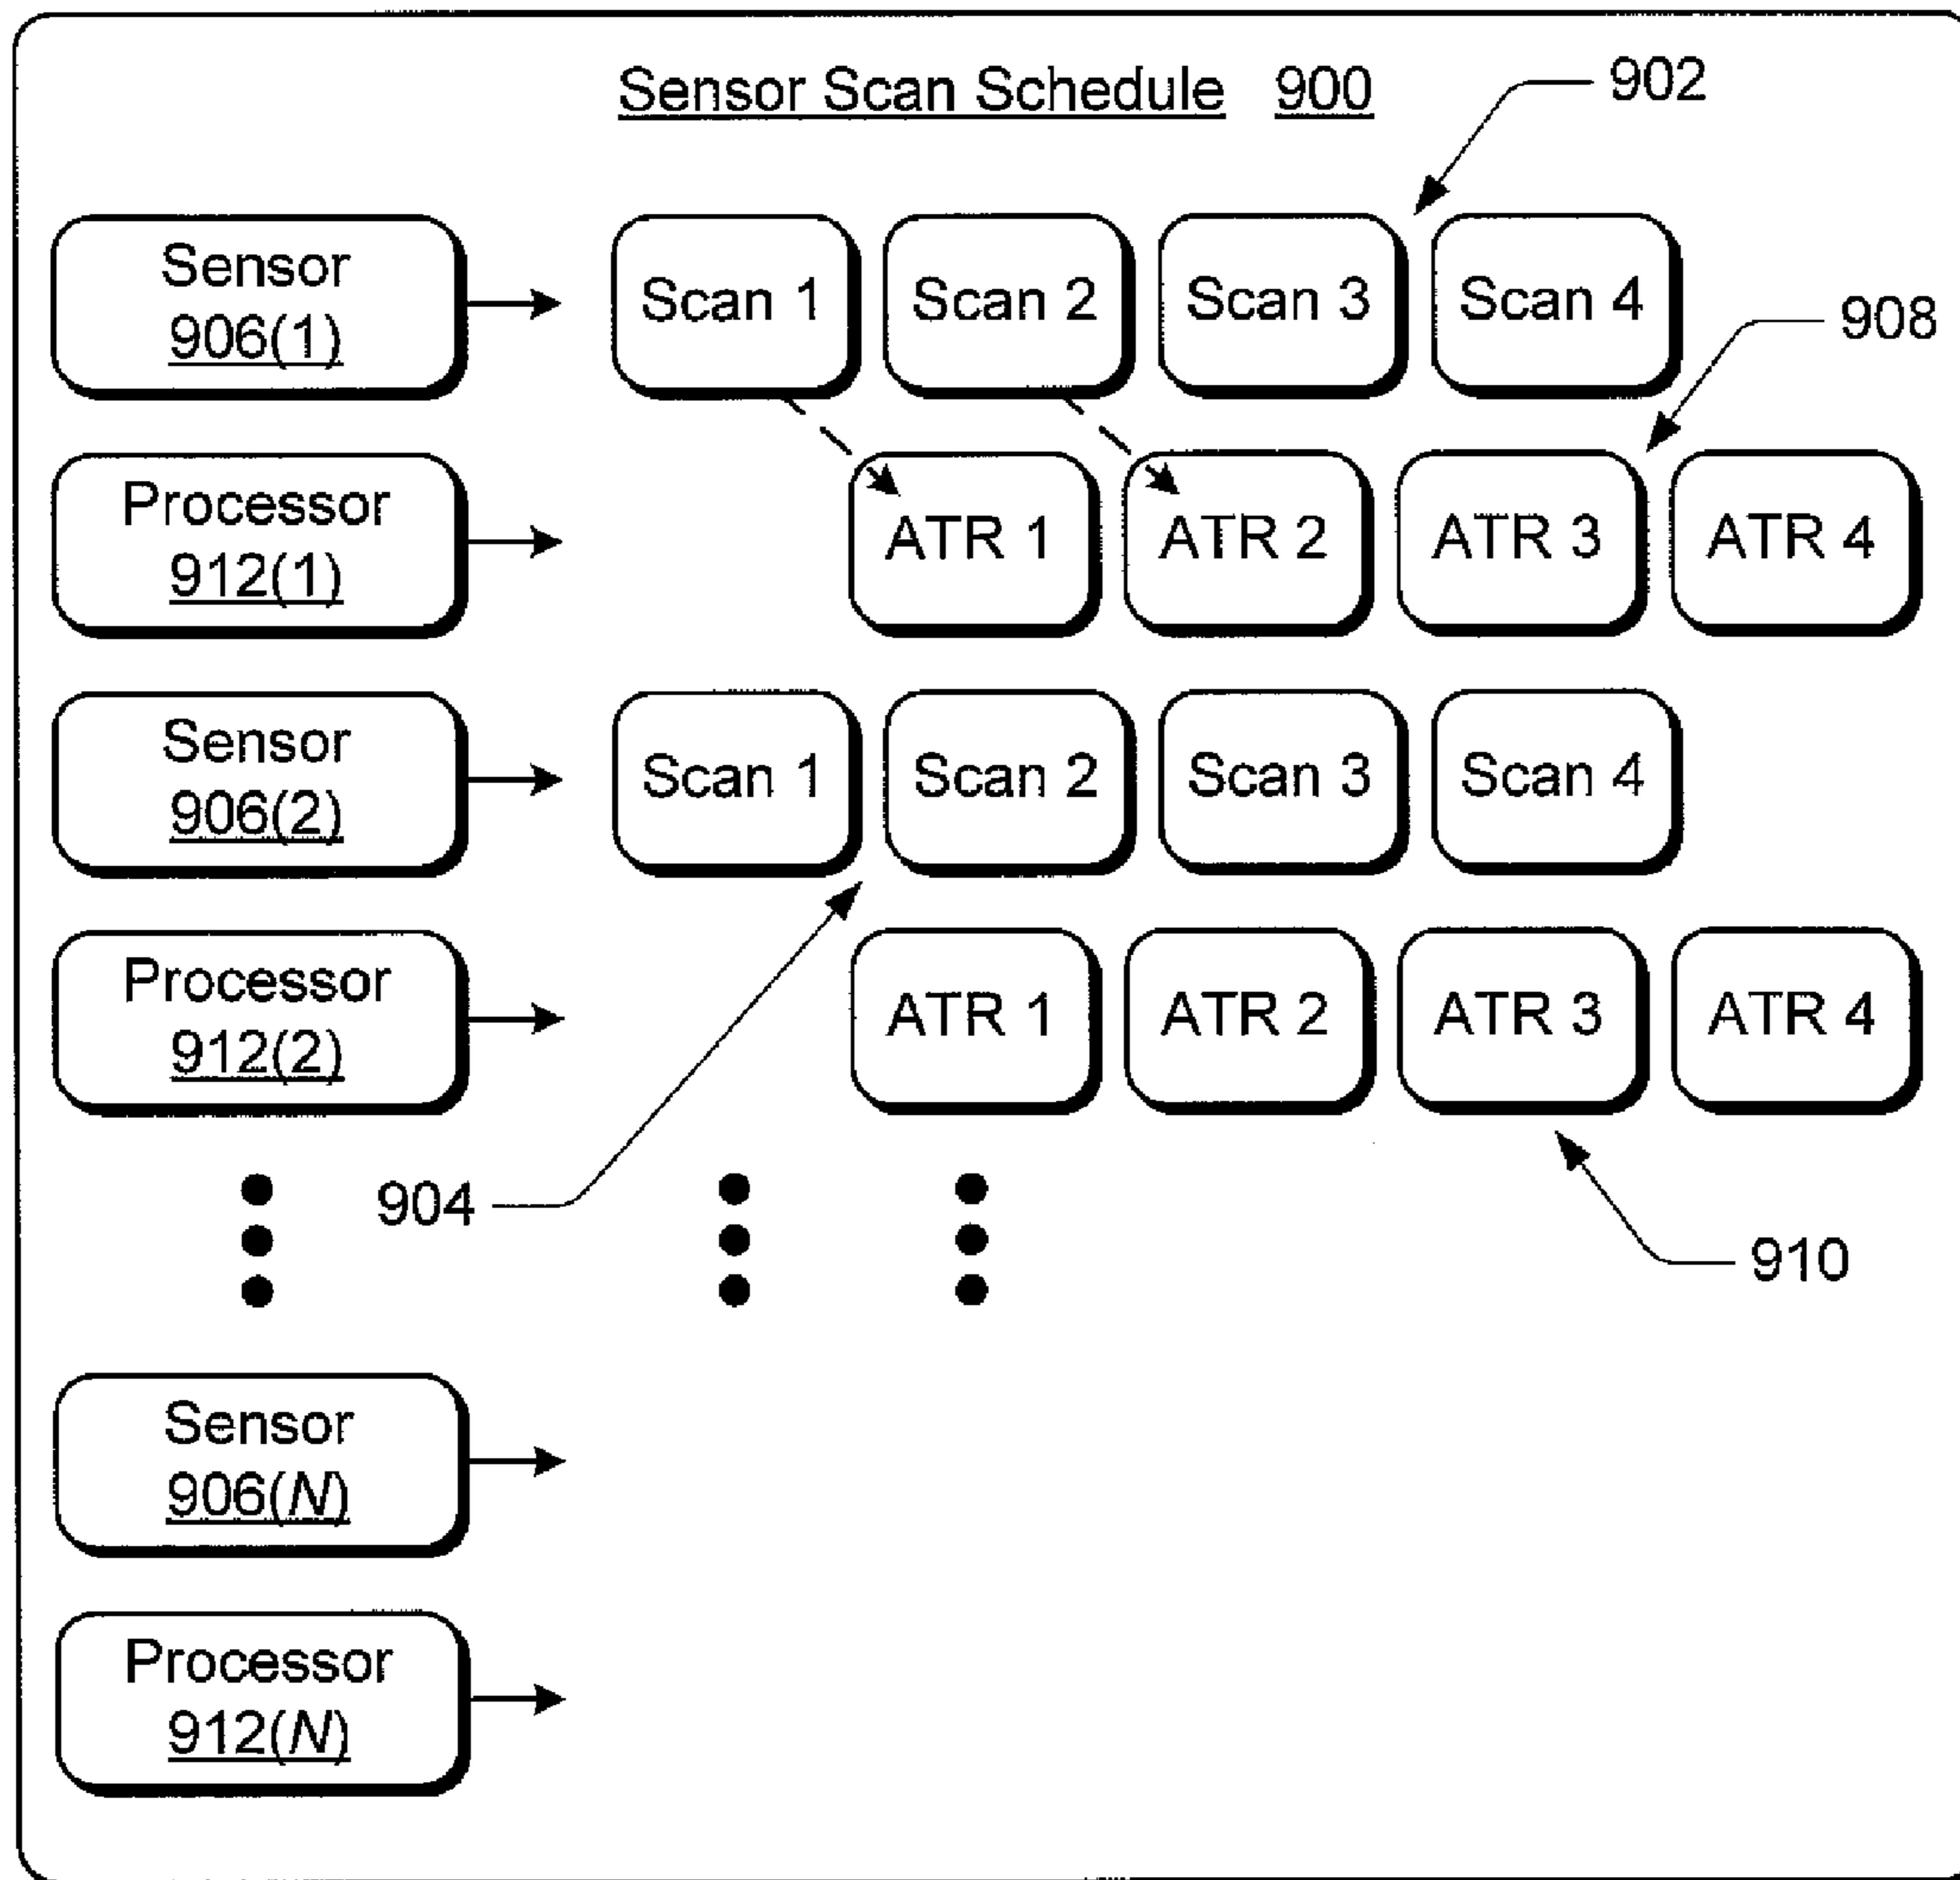 Sensor Scan Schedule 900
902
Sensor
906(1)
Scan 1 Scan 2 Scan 3 Scan 4
908
Processor
912(1)
ATR 1 ATR 2 ATR 3 ATR 4
Sensor
906(2)
Scan 1 Scan 2 Scan 3 Scan 4
Processor
912(2)
ATR 1 ATR 2 ATR 3 ATR 4
904
910
Sensor
906(N)
Processor
912(N)